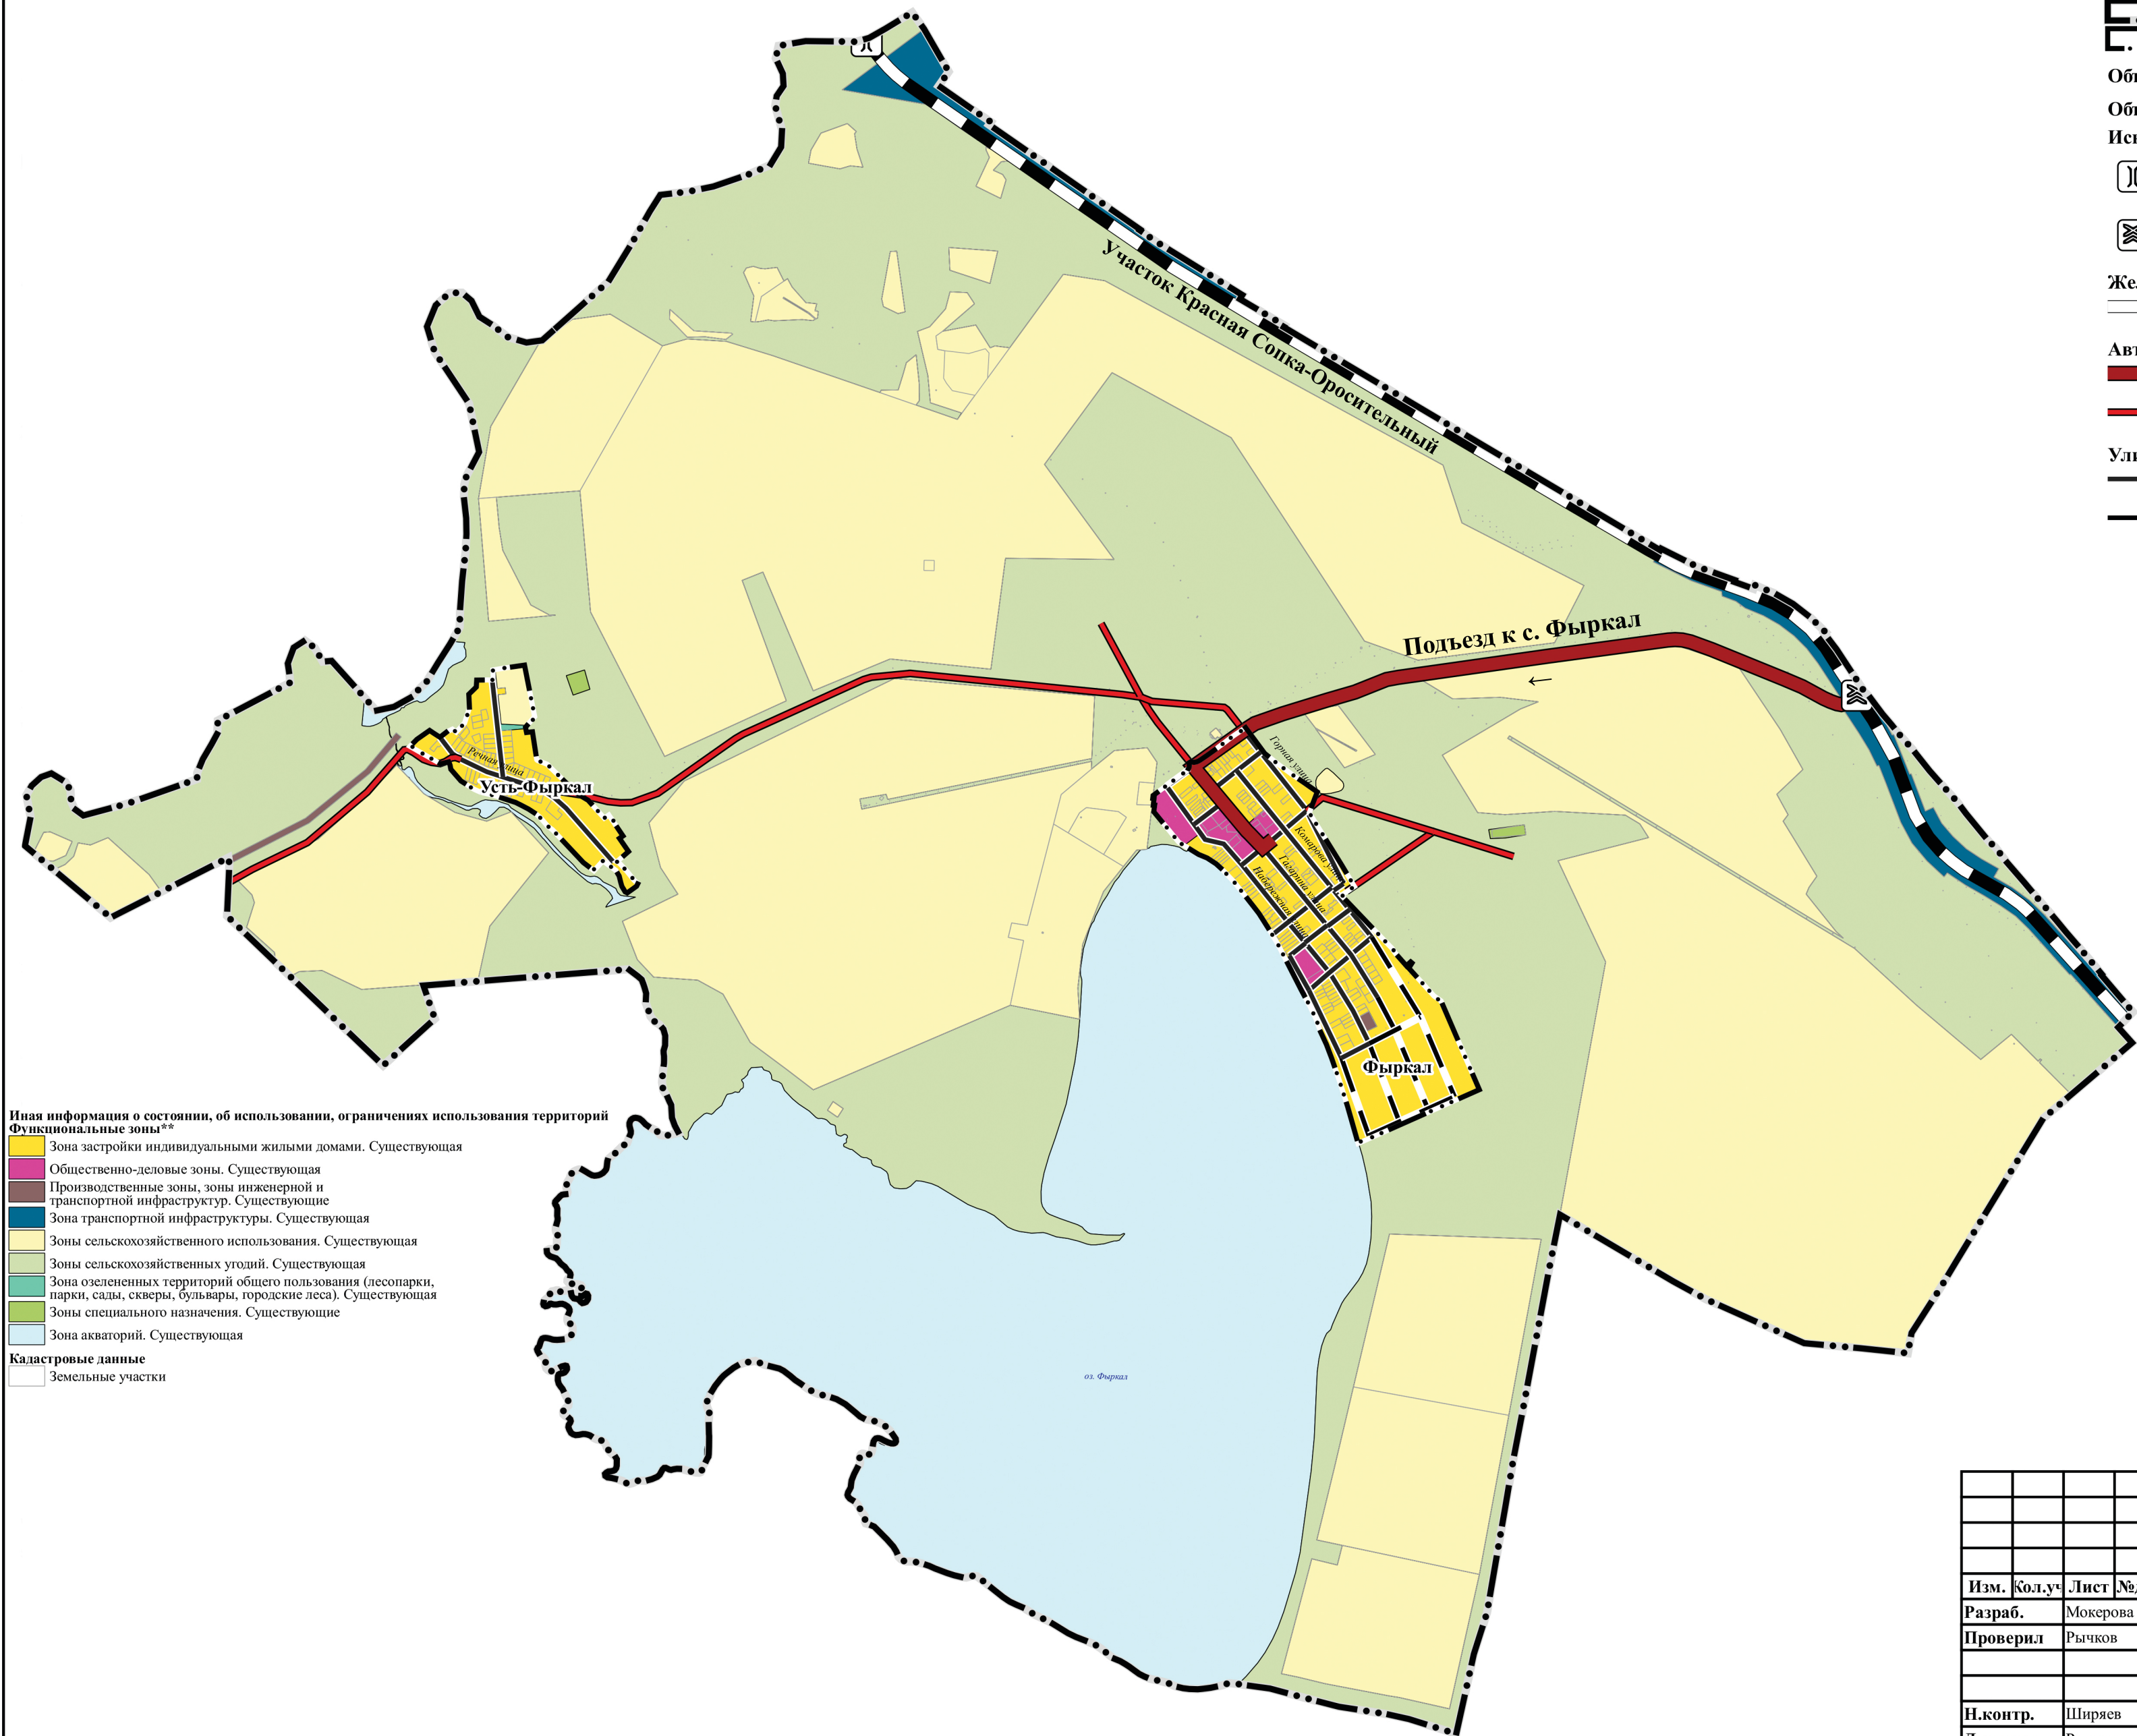 Участок Красная Сопка-Оросительный
Подъезд к с. Фыркал
←
Горная улица
Речная улица
Усть-Фыркал
Комарова
Гагарина улица
Набережная улица
Фыркал
оз. Фыркал
Иная информация о состоянии, об использовании, ограничениях использования территорий
Функциональные зоны**
Зона застройки индивидуальными жилыми домами. Существующая
Общественно-деловые зоны. Существующая
Производственные зоны, зоны инженерной и
транспортной инфраструктур. Существующие
Зона транспортной инфраструктуры. Существующая
Зоны сельскохозяйственного использования. Существующая
Зоны сельскохозяйственных угодий. Существующая
Зона озелененных территорий общего пользования (лесопарки,
парки, сады, скверы, бульвары, городские леса). Существующая
Зоны специального назначения. Существующие
Зона акваторий. Существующая
Кадастровые данные
Земельные участки
Изм. Кол.уч Лист
Разраб. Мокерова
Проверил Рычков
Н.контр. Ширяев